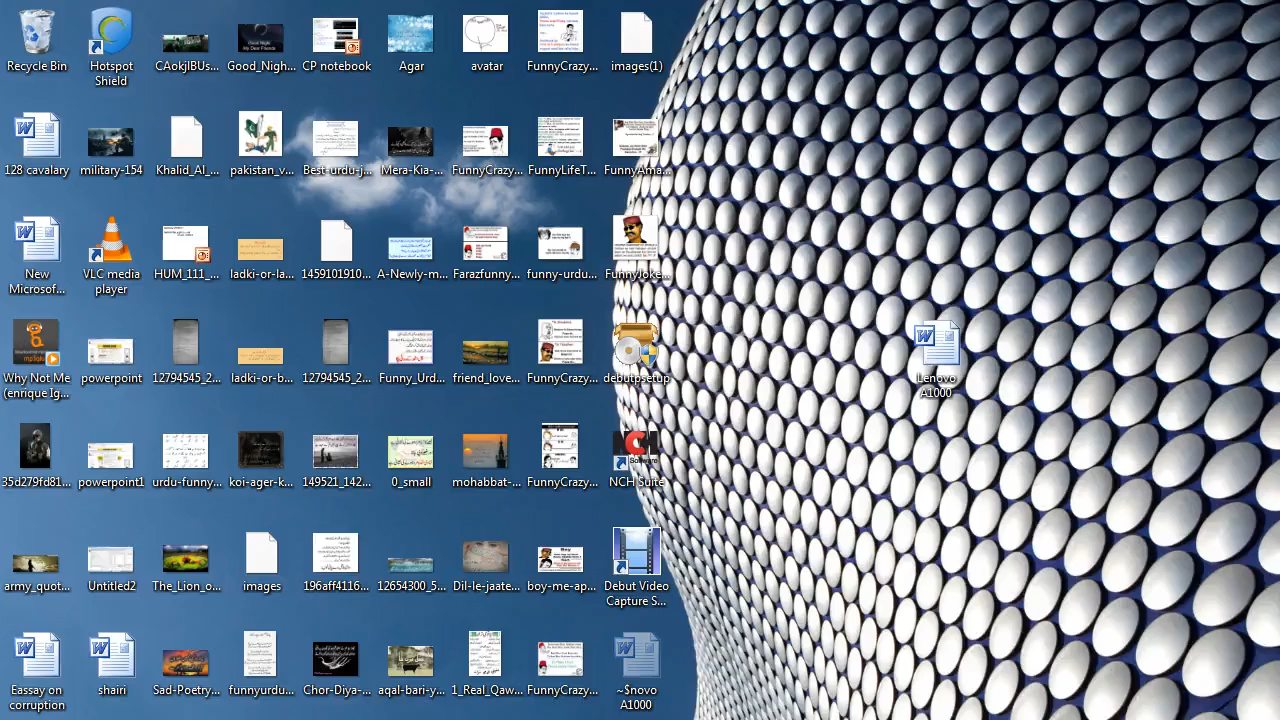 Recycle Bin
Hotspot
Shield
CAokjlBUs...
Good_Nigh...
CP notebook
Agar
avatar
FunnyCrazy...
images(1)
128 cavalary
military-154
Khalid_Al_...
pakistan_v...
Best-urdu-j...
Mera-Kia-...
FunnyCrazy...
FunnyLifeT...
FunnyAma...
New
Microsof...
VLC media
player
HUM_111_...
ladki-or-la...
1459101910...
A-Newly-m...
Farazfunny...
funny-urdu...
FunnyJoke...
Why Not Me
(enrique Ig...
powerpoint
12794545_2...
ladki-or-b...
12794545_2...
Funny_Urd...
friend_love...
FunnyCrazy...
debutpsetup
Lenovo
A1000
35d279fd81...
powerpoint1
urdu-funny...
koi-ager-k...
149521_142...
0_small
mohabbat-...
FunnyCrazy...
NCH Suite
army_quot...
Untitled2
The_Lion_o...
images
196aff4116...
12654300_5...
Dil-le-jaate...
boy-me-ap...
Debut Video
Capture S...
Eassay on
corruption
shairi
Sad-Poetry...
funnyurdu...
Chor-Diya-...
aqal-bari-y...
1_Real_Qaw...
FunnyCrazy...
~$novo
A1000